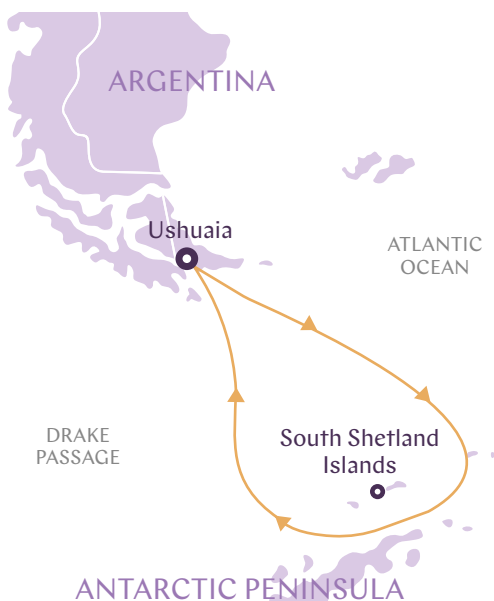 ARGENTINA
Ushuaia
ATLANTIC
OCEAN
DRAKE
PASSAGE
South Shetland
Islands
ANTARCTIC PENINSULA